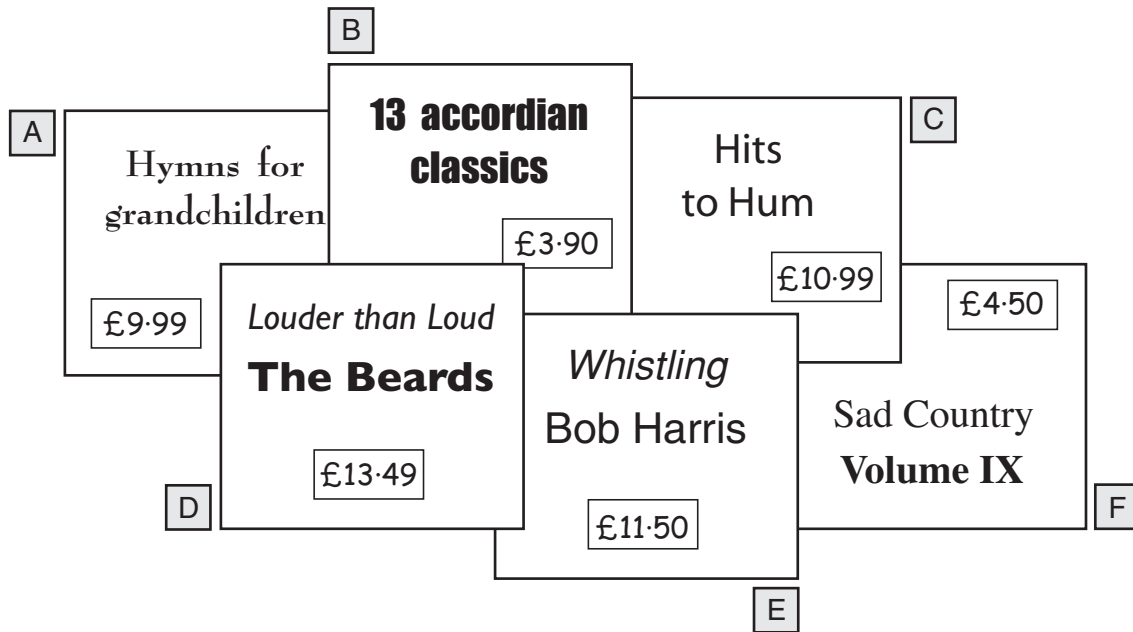 B
13 accordian
classics
£3·90
A
Hymns for
grandchildren
£9·99
C
Hits
to Hum
£10·99
D
Louder than Loud
The Beards
£13·49
Whistling
Bob Harris
£11·50
E
£4·50
Sad Country
Volume IX
F